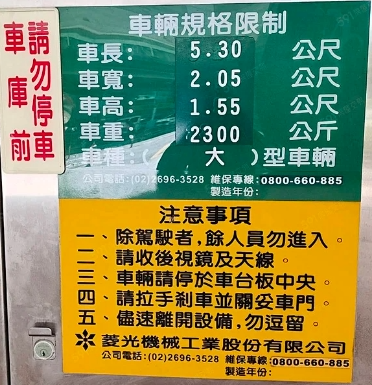 請勿停車
車庫前
車輛規格限制
車長: 5.30 公尺
車寬: 2.05 公尺
車高: 1.55 公尺
車重: 2300 公斤
車種:( 大 )型車輛
公司電話:(02)2696-3528 維保專線:0800-660-885
製造年份:
注意事項
一、除駕駛者,餘人員勿進入。
二、請收後視鏡及天線。
三、車輛請停於車台板中央。
四、請拉手剎車並關妥車門。
五、儘速離開設備,勿逗留。
菱光機械工業股份有限公司
公司電話:(02)2696-3528 維保專線:0800-660-885
製造年份: